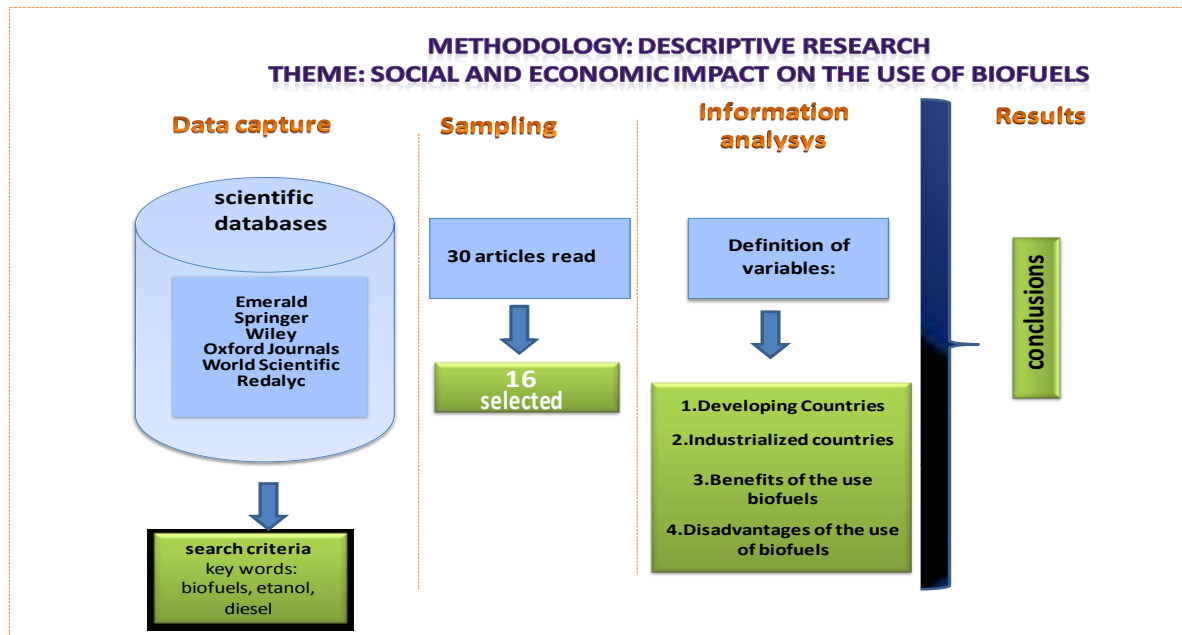 METHODOLOGY: DESCRIPTIVE RESEARCH
THEME: SOCIAL AND ECONOMIC IMPACT ON THE USE OF BIOFUELS
Data capture
scientific
databases
Emerald
Springer
Wiley
Oxford Journals
World Scientific
Redalyc
search criteria
key words:
biofuels, etanol,
diesel
Sampling
30 articles read
16
selected
Information
analysys
Definition of
variables:
1.Developing Countries
2.Industrialized countries
3.Benefits of the use
biofuels
4.Disadvantages of the use
of biofuels
Results
conclusions